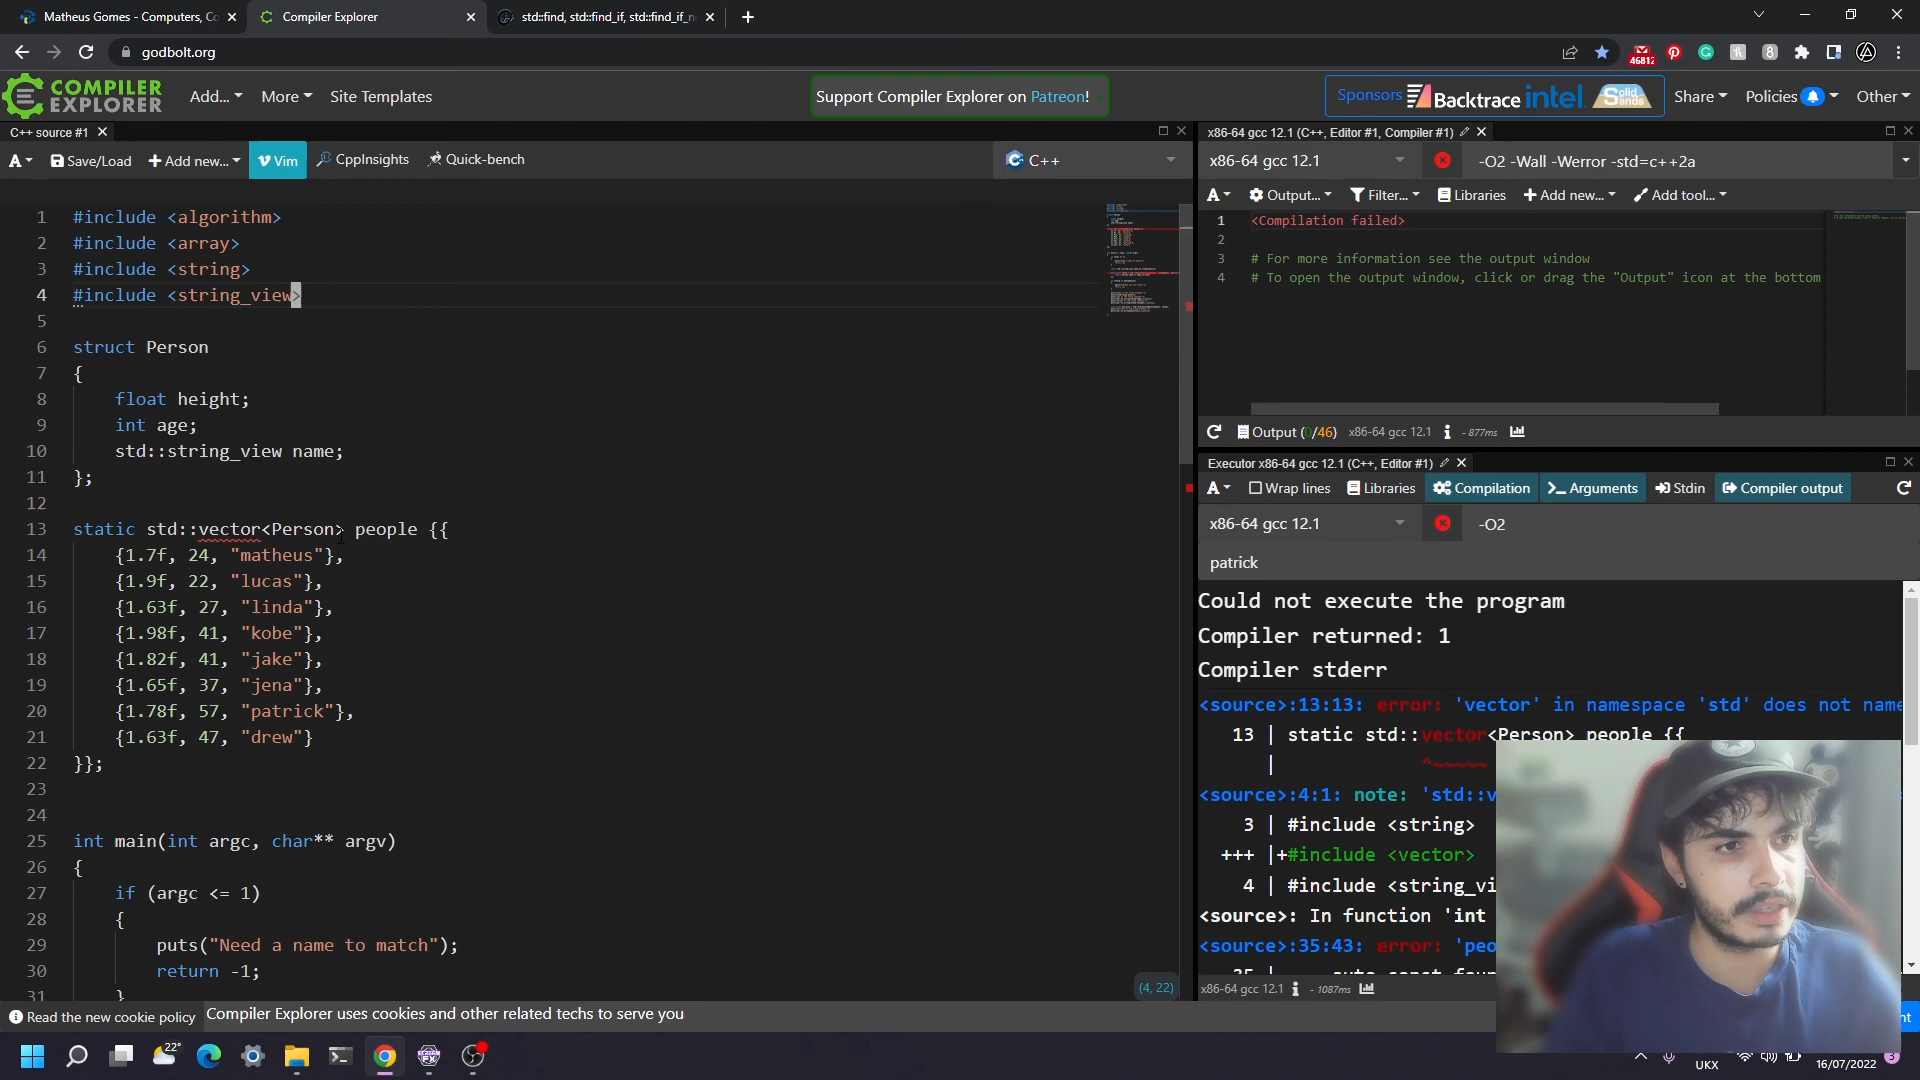 Matheus Gomes - Computers, Co
Compiler Explorer
std::find, std::find_if, std::find_if_n
godbolt.org
46812
COMPILER EXPLORER
Add...
More
Site Templates
Support Compiler Explorer on Patreon!
Sponsors Backtrace intel Solid Sands
Share
Policies
Other
C++ source #1
A
Save/Load
+ Add new...
Vim
CppInsights
Quick-bench
C++
1 #include <algorithm>
2 #include <array>
3 #include <string>
4 #include <string_view>
5
6 struct Person
7 {
8 float height;
9 int age;
10 std::string_view name;
11 };
12
13 static std::vector<Person> people {{
14 {1.7f, 24, "matheus"},
15 {1.9f, 22, "lucas"},
16 {1.63f, 27, "linda"},
17 {1.98f, 41, "kobe"},
18 {1.82f, 41, "jake"},
19 {1.65f, 37, "jena"},
20 {1.78f, 57, "patrick"},
21 {1.63f, 47, "drew"}
22 }};
23
24
25 int main(int argc, char** argv)
26 {
27 if (argc <= 1)
28 {
29 puts("Need a name to match");
30 return -1;
31 }
(4, 22)
x86-64 gcc 12.1 (C++, Editor #1, Compiler #1)
x86-64 gcc 12.1
-O2 -Wall -Werror -std=c++2a
A
Output...
Filter...
Libraries
+ Add new...
Add tool...
1 <Compilation failed>
2
3 # For more information see the output window
4 # To open the output window, click or drag the "Output" icon at the bottom
Output (0/46) x86-64 gcc 12.1 i - 877ms
Executor x86-64 gcc 12.1 (C++, Editor #1)
A
Wrap lines
Libraries
Compilation
Arguments
Stdin
Compiler output
x86-64 gcc 12.1
-O2
patrick
Could not execute the program
Compiler returned: 1
Compiler stderr
<source>:13:13: error: 'vector' in namespace 'std' does not name
13 | static std::vector<Person> people {{
| ^~~~~~
<source>:4:1: note: 'std::v
3 | #include <string>
+++ |+#include <vector>
4 | #include <string_vi
<source>: In function 'int
<source>:35:43: error: 'peo
35 | auto const foun
x86-64 gcc 12.1 i - 1087ms
Read the new cookie policy
Compiler Explorer uses cookies and other related techs to serve you
nt
22°
UKX
16/07/2022
3